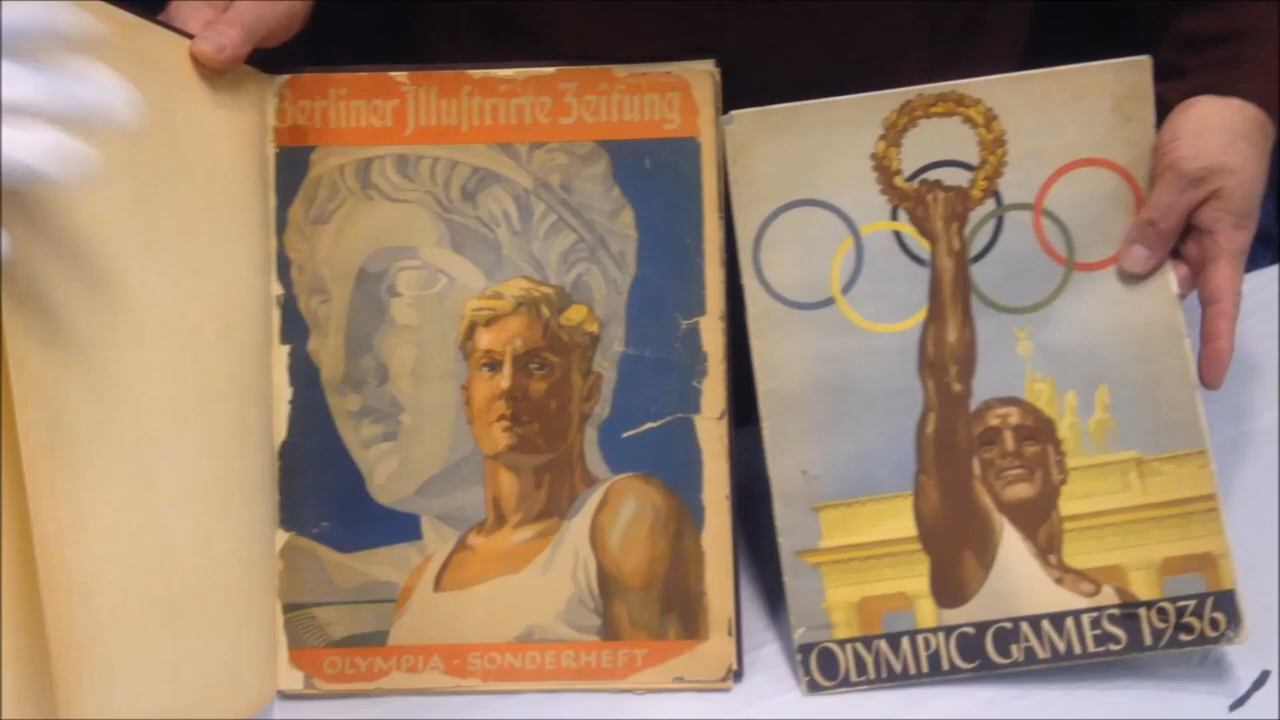 Berliner Illustrirte Zeitung
OLYMPIA - SONDERHEFT
OLYMPIC GAMES 1936